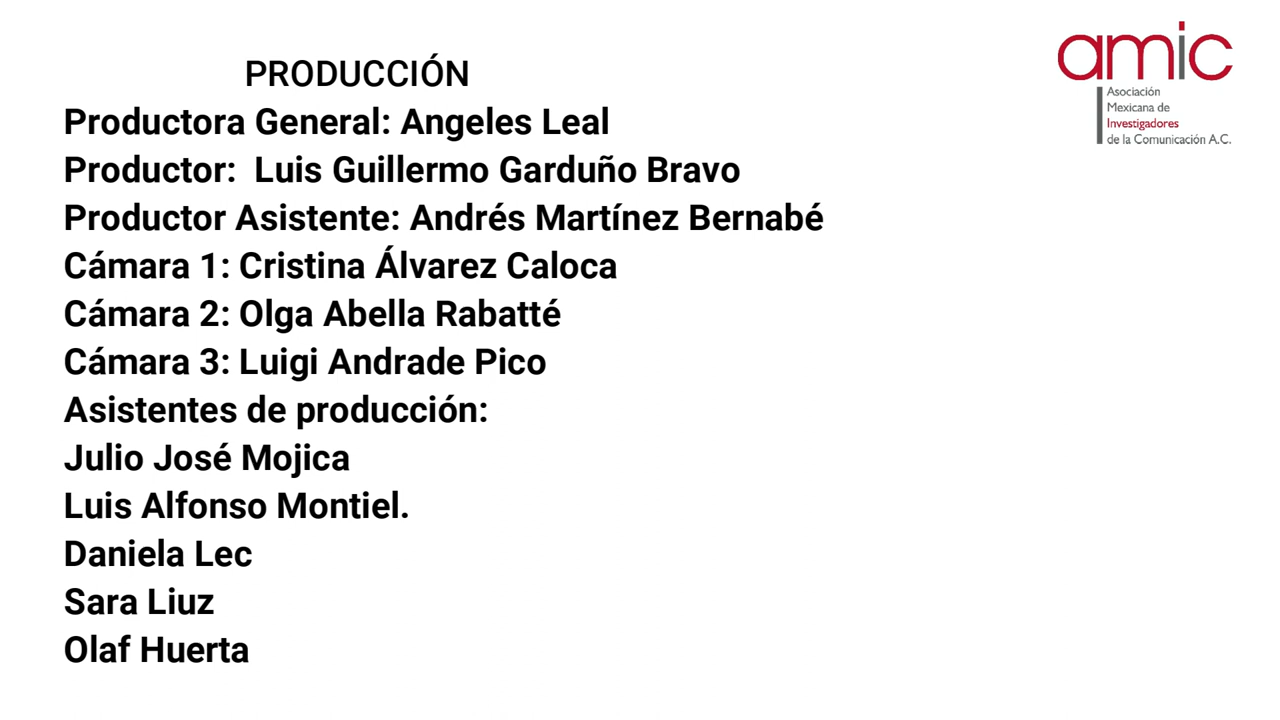 PRODUCCIÓN
Productora General: Angeles Leal
Productor:  Luis Guillermo Garduño Bravo
Productor Asistente: Andrés Martínez Bernabé
Cámara 1: Cristina Álvarez Caloca
Cámara 2: Olga Abella Rabatté
Cámara 3: Luigi Andrade Pico
Asistentes de producción:
Julio José Mojica
Luis Alfonso Montiel.
Daniela Lec
Sara Liuz
Olaf Huerta
amic
Asociación
Mexicana de
Investigadores
de la Comunicación A.C.